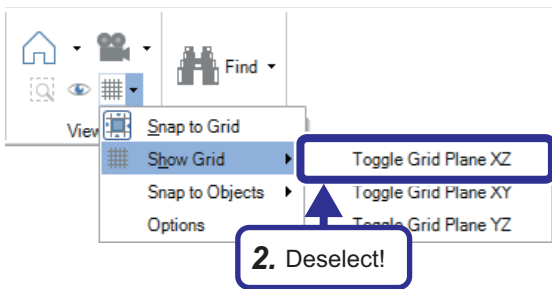 Find
View
Snap to Grid
Show Grid
Toggle Grid Plane XZ
Snap to Objects
Toggle Grid Plane XY
Options
Toggle Grid Plane YZ
2. Deselect!